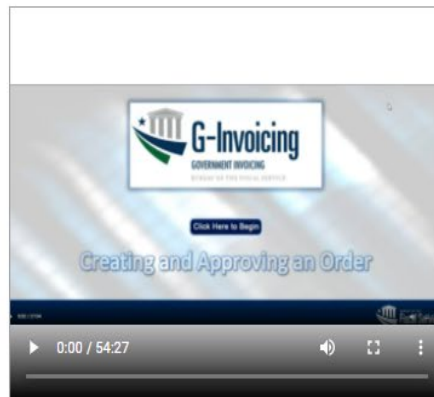 G-Invoicing
GOVERNMENT INVOICING
BUREAU OF THE FISCAL SERVICE
Click Here to Begin
Creating and Approving an Order
0:00 / 54:27